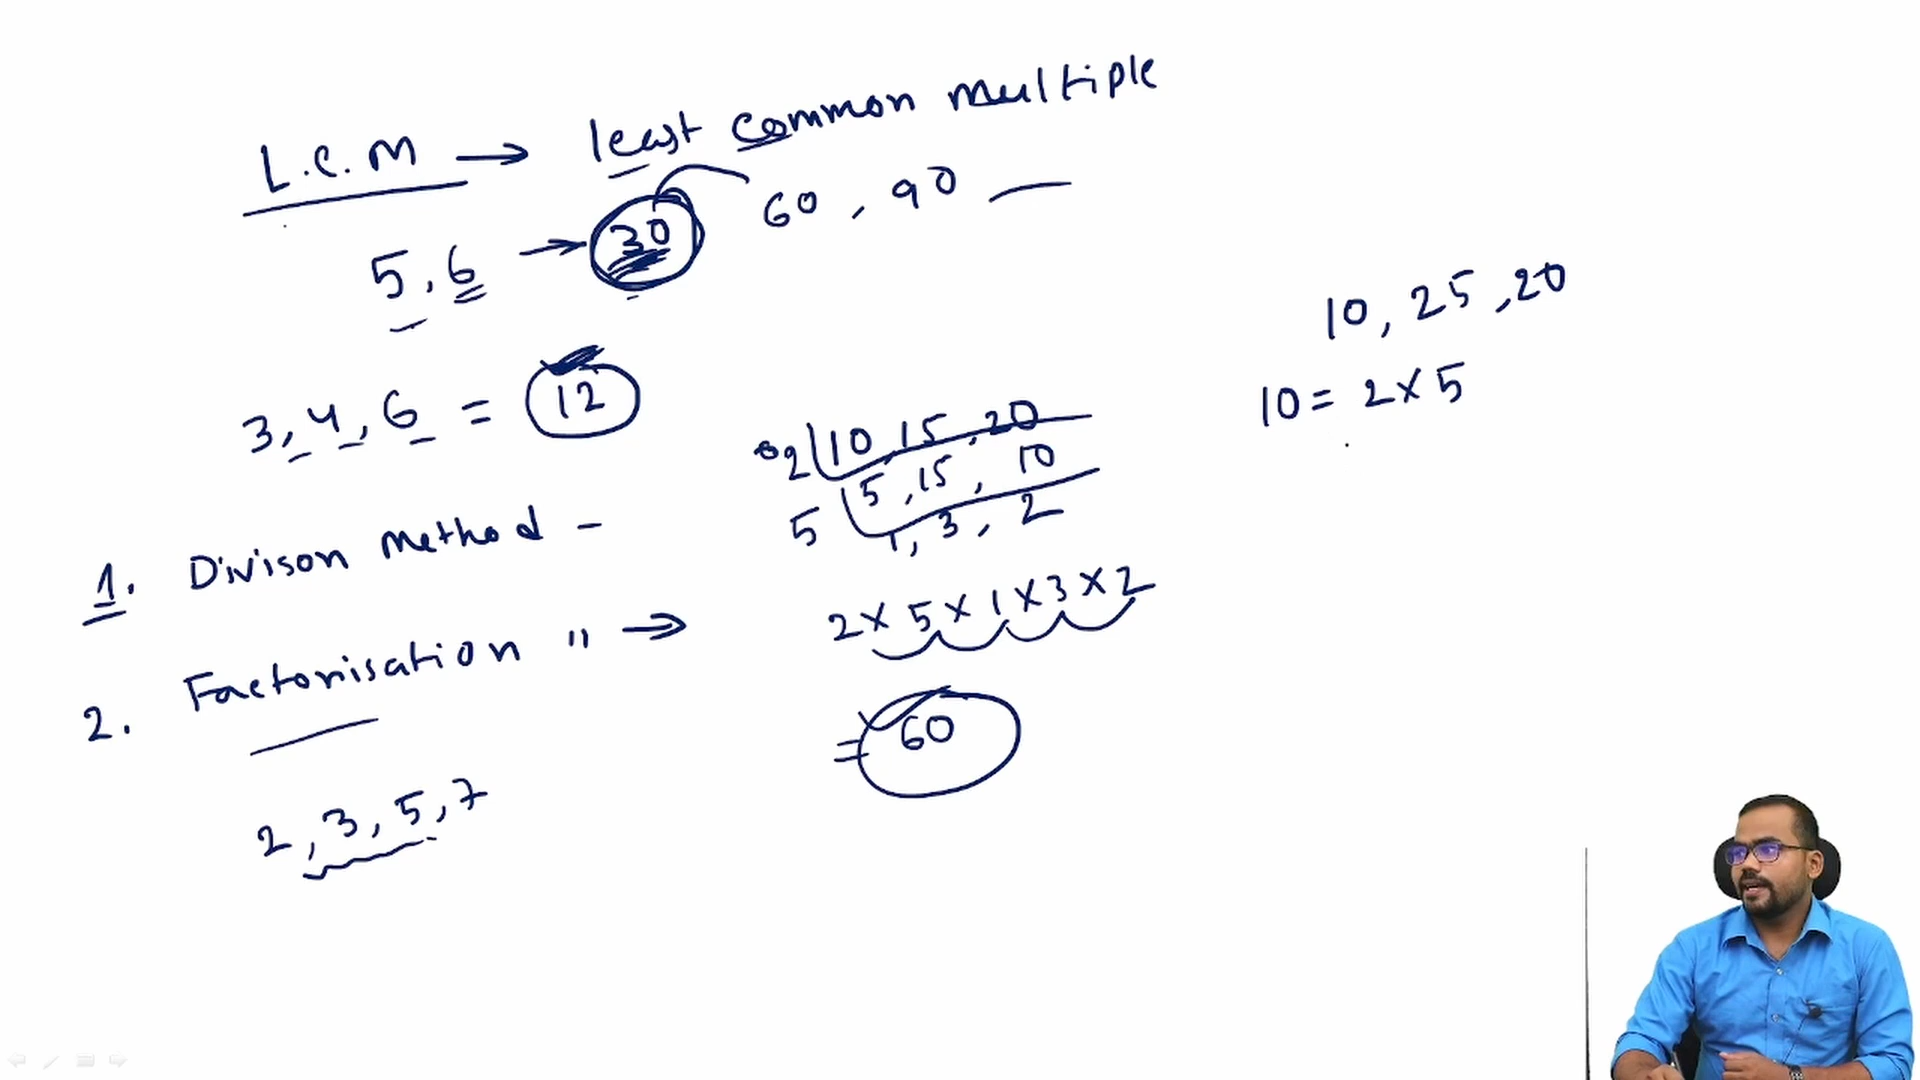 L.C.M → least common multiple
5, 6 → 30 60, 90 —
3, 4, 6 = 12
1. Divison Method -
2. Factorisation " →
2, 3, 5, 7
2 10, 15, 20
5 5, 15, 10
1, 3, 2
2 × 5 × 1 × 3 × 2
= 60
10, 25, 20
10 = 2 × 5